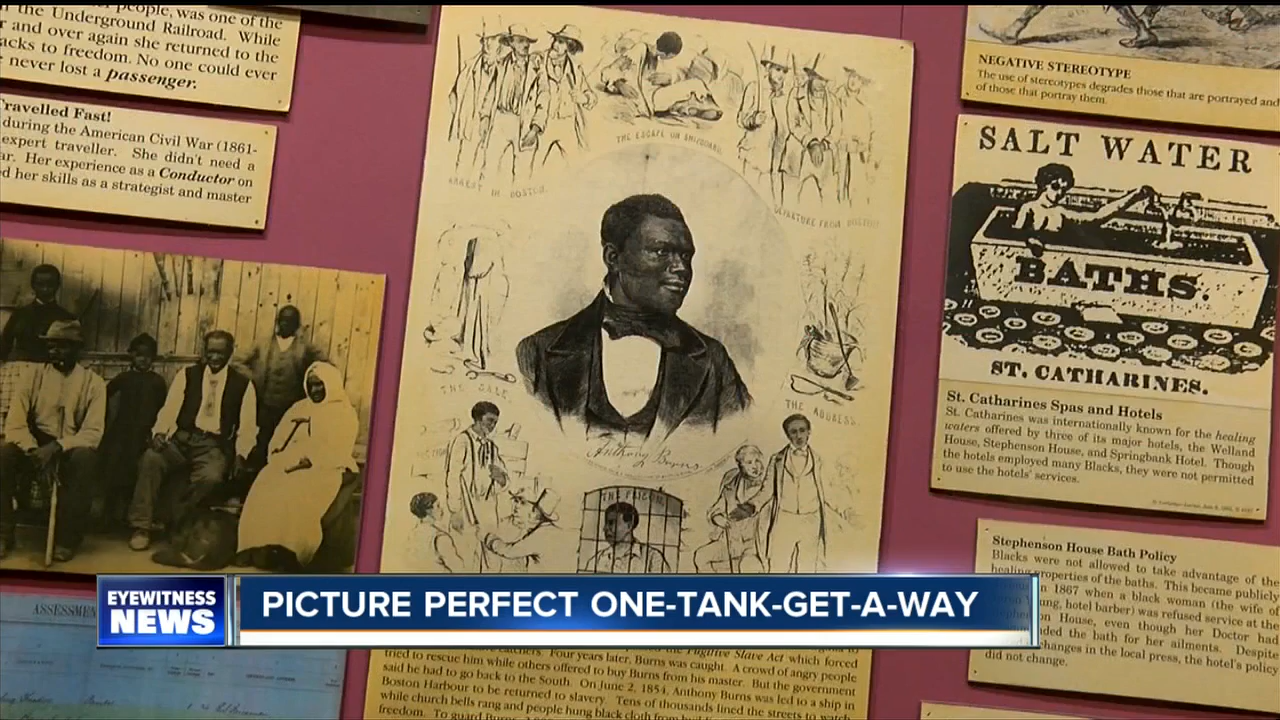 people, was one of the
the Underground Railroad. While
and over again she returned to the
acks to freedom. No one could ever
never lost a passenger.
Travelled Fast!
during the American Civil War (1861-
expert traveller. She didn't need a
ar. Her experience as a Conductor on
ed her skills as a strategist and master
ASSESSM
ARREST IN BOSTON.
THE ESCAPE ON SHIPBOARD.
DEPARTURE FROM BOSTON
THE SALE.
THE ADDRESS.
Anthony Burns
THE PRISON
Fugitive Slave Act which forced
tried to rescue him while others offered to buy Burns from his master. But the government
said he had to go back to the South. On June 2, 1854, Anthony Burns was led to a ship in
Boston Harbour to be returned to slavery. Tens of thousands lined the streets to watch
while church bells rang and people hung black cloth from
freedom. To guard Burns,
NEGATIVE STEREOTYPE
The use of stereotypes degrades those that are portrayed and
of those that portray them.
SALT WATER
BATHS.
ST. CATHARINES.
St. Catharines Spas and Hotels
St. Catharines was internationally known for the healing
waters offered by three of its major hotels, the Welland
House, Stephenson House, and Springbank Hotel. Though
the hotels employed many Blacks, they were not permitted
to use the hotels' services.
Stephenson House Bath Policy
Blacks were not allowed to take advantage of the
healing properties of the baths. This became publicly
1867 when a black woman (the wife of
ng, hotel barber) was refused service at the
on House, even though her Doctor had
ded the bath for her ailments. Despite
changes in the local press, the hotel's policy
did not change.
EYEWITNESS
NEWS
PICTURE PERFECT ONE-TANK-GET-A-WAY